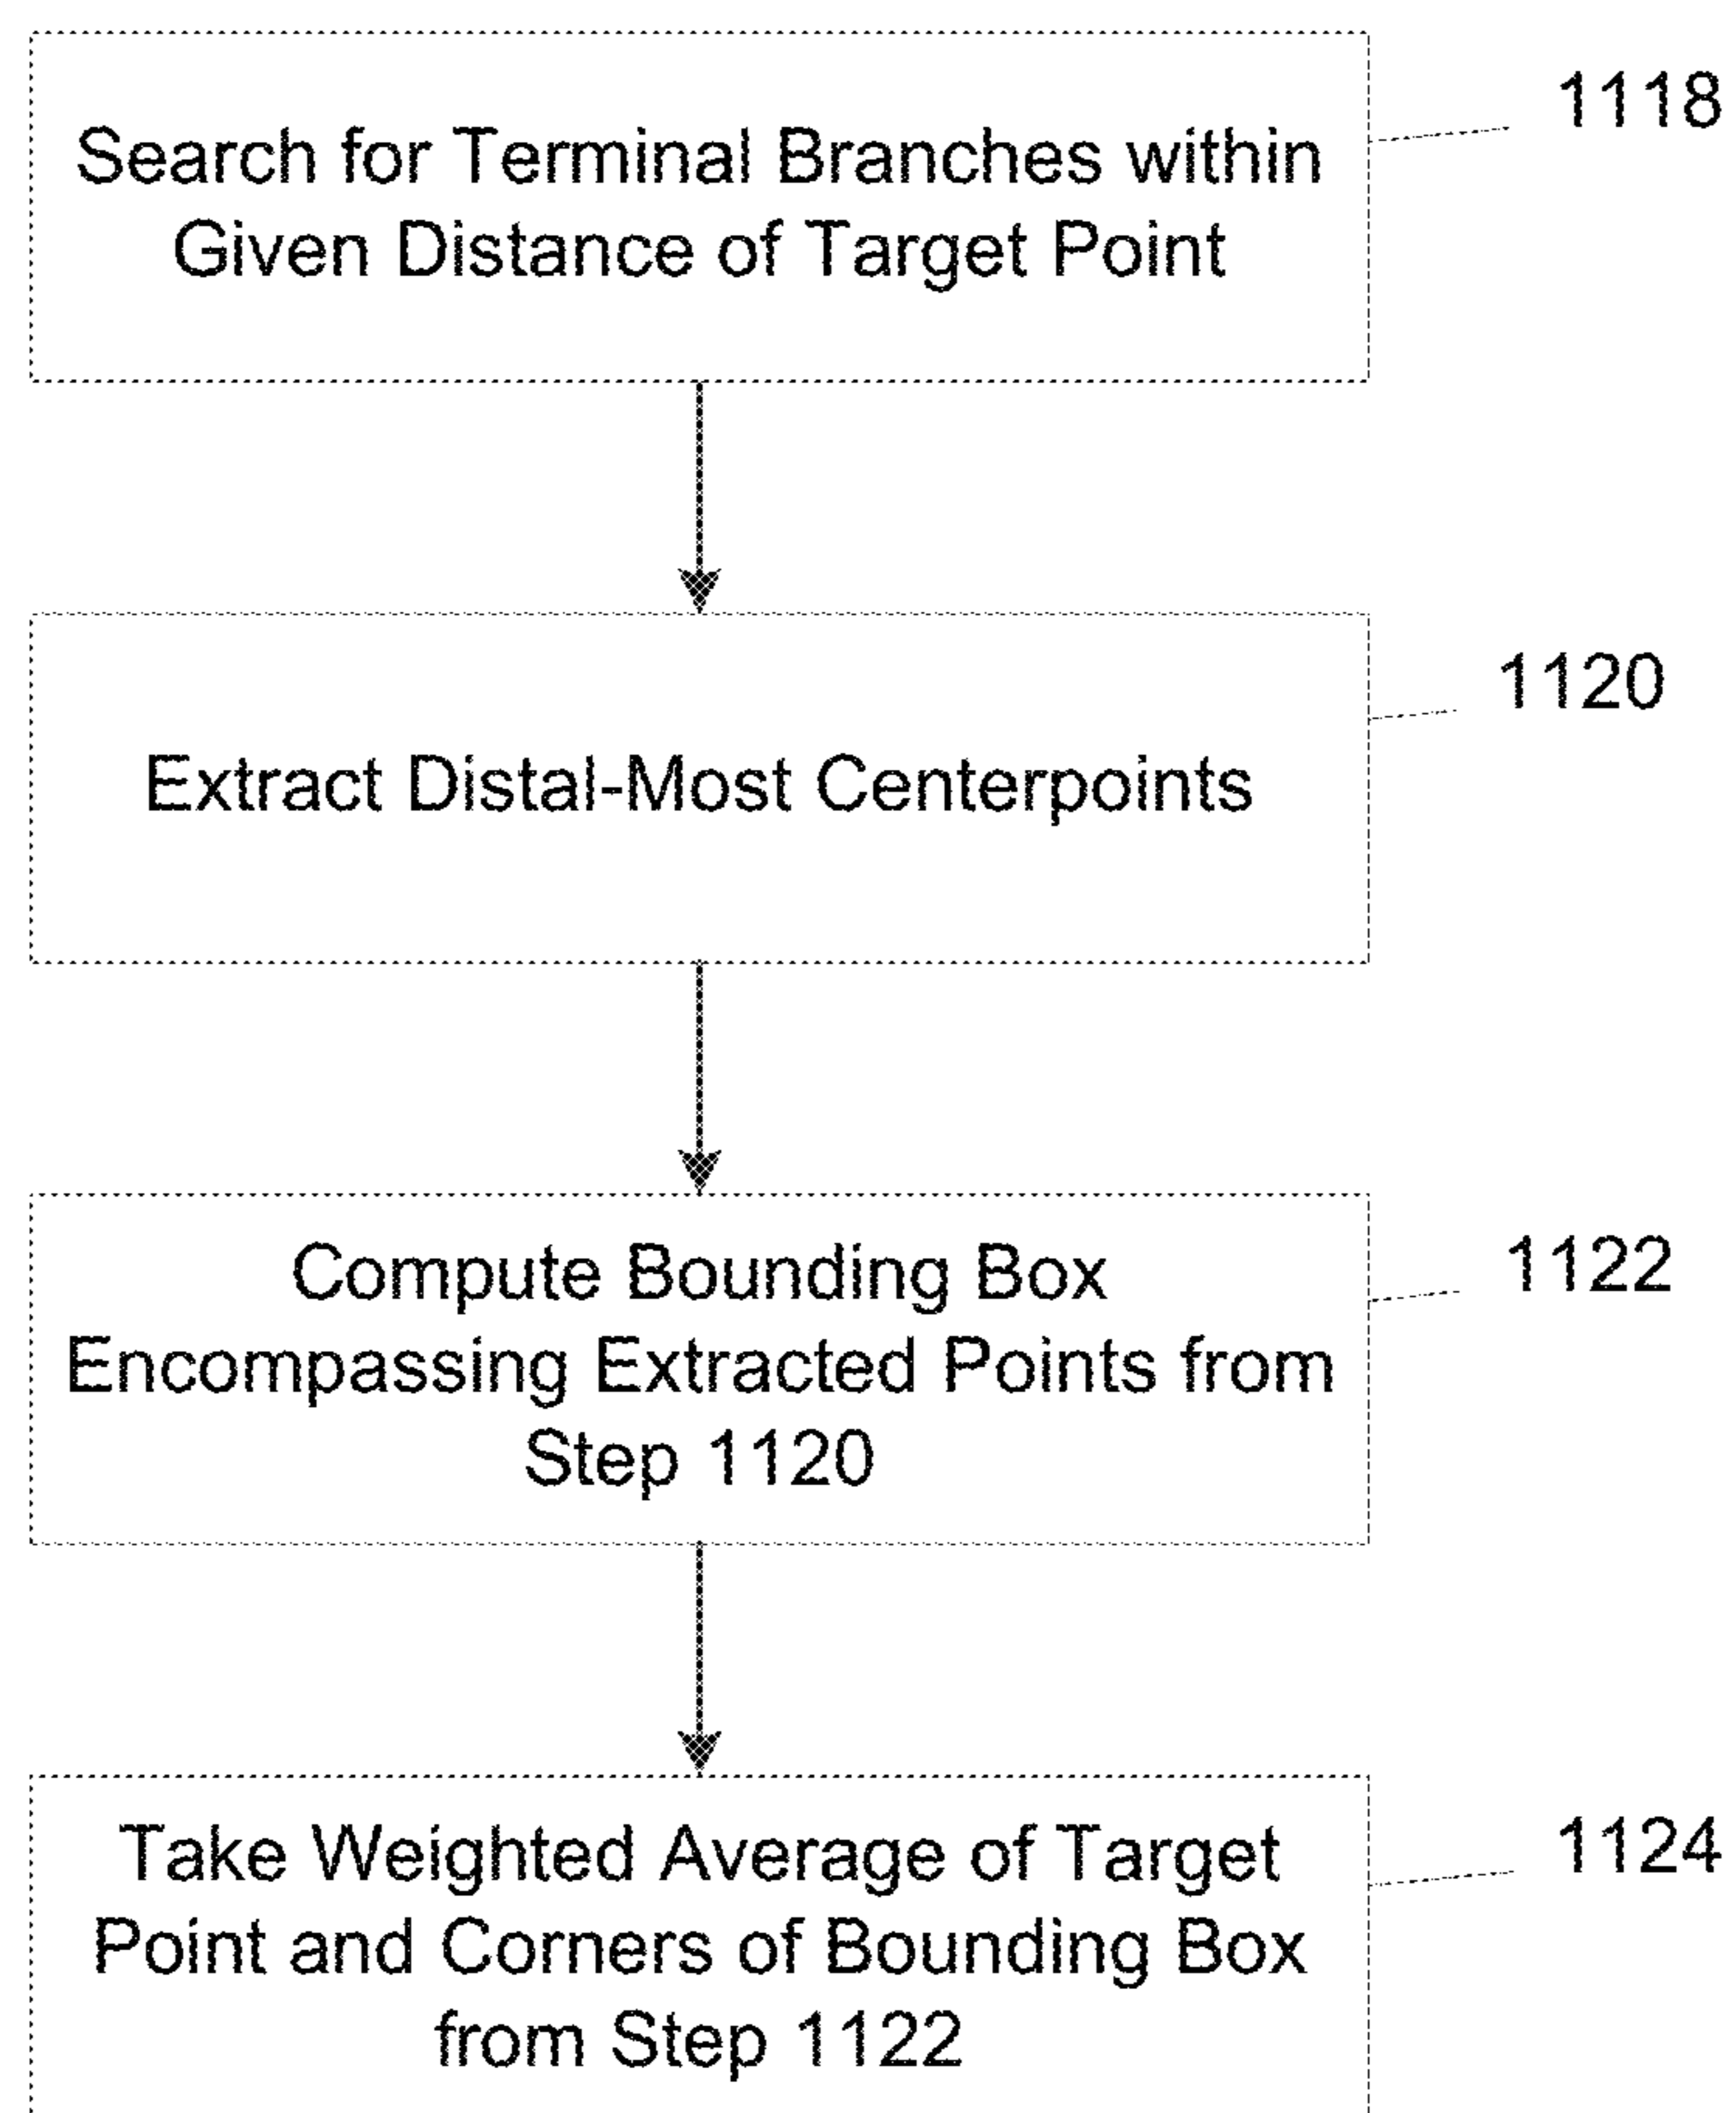 Search for Terminal Branches within
Given Distance of Target Point
1118
Extract Distal-Most Centerpoints
1120
Compute Bounding Box
Encompassing Extracted Points from
Step 1120
1122
Take Weighted Average of Target
Point and Corners of Bounding Box
from Step 1122
1124